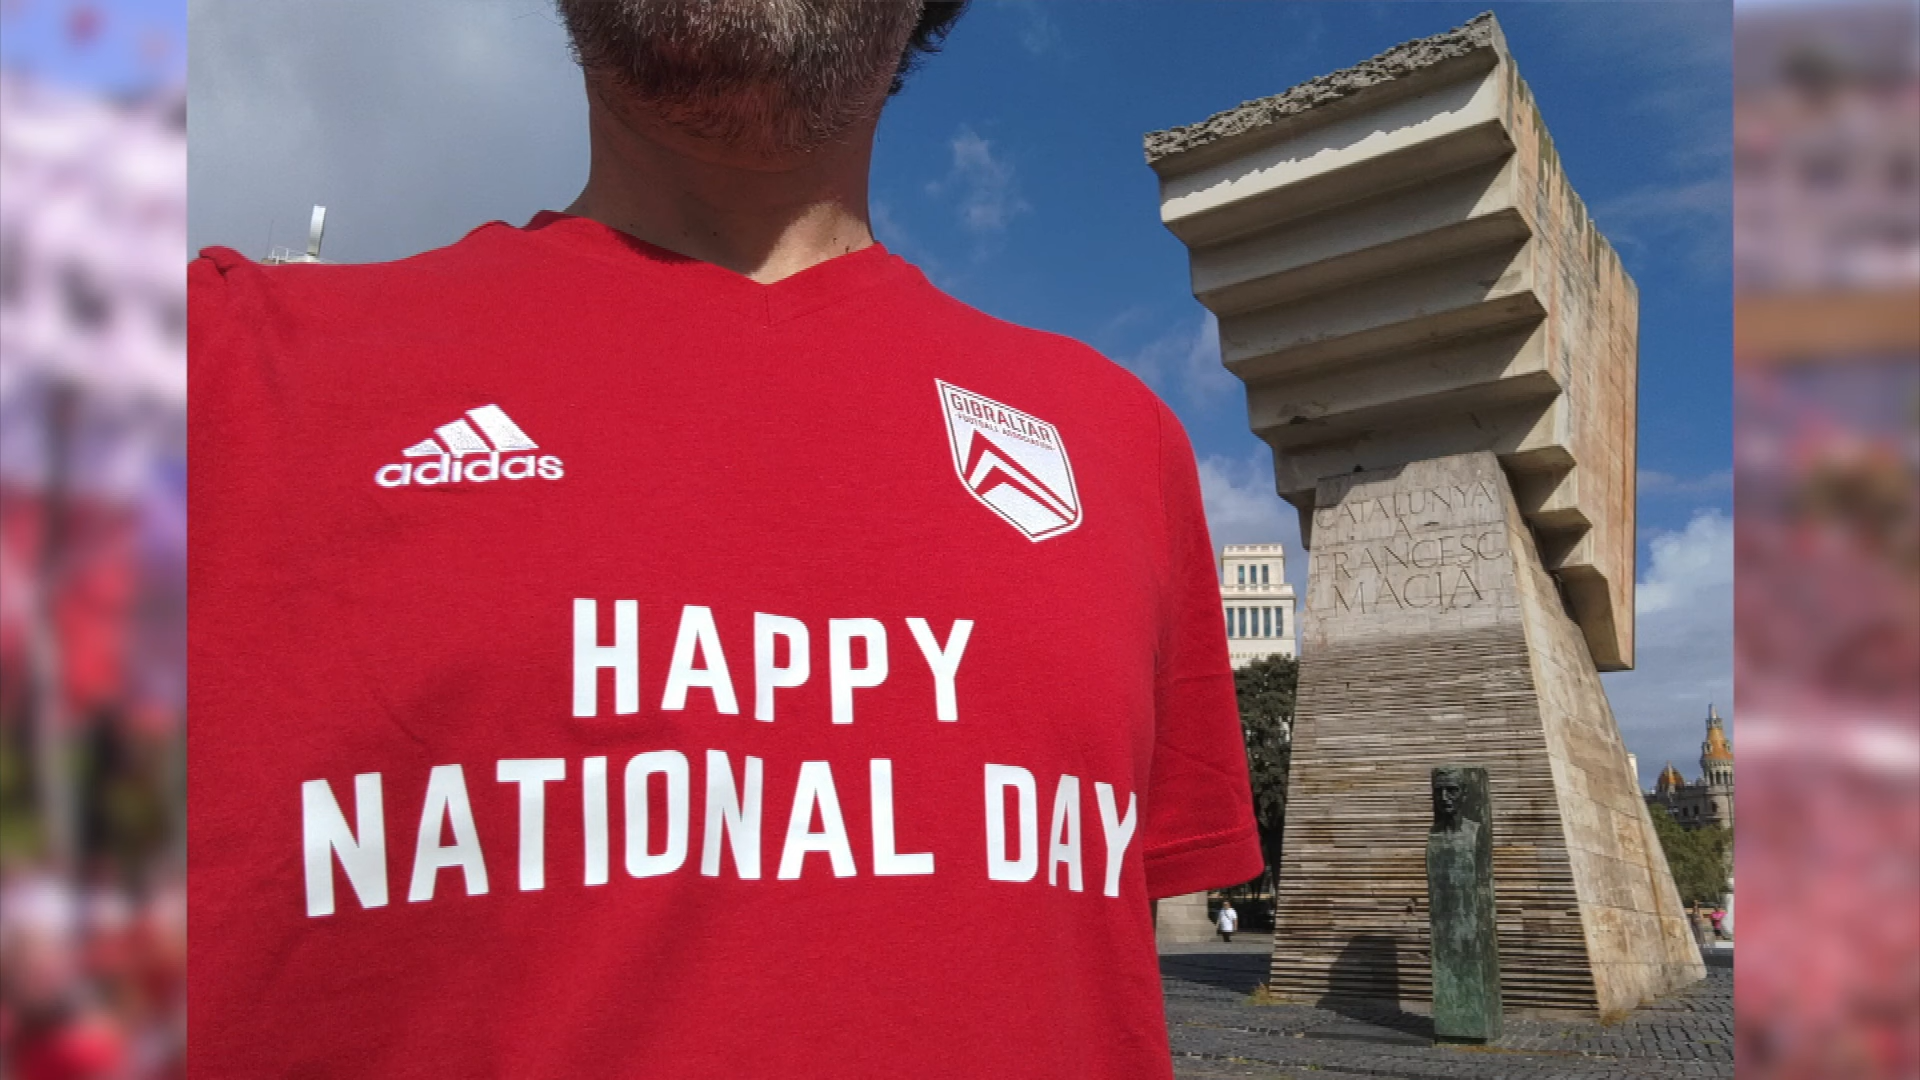 adidas
GIBRALTAR
FOOTBALL ASSOCIATION
HAPPY
NATIONAL DAY
CATALUNYA
A
FRANCESC
MACIÀ